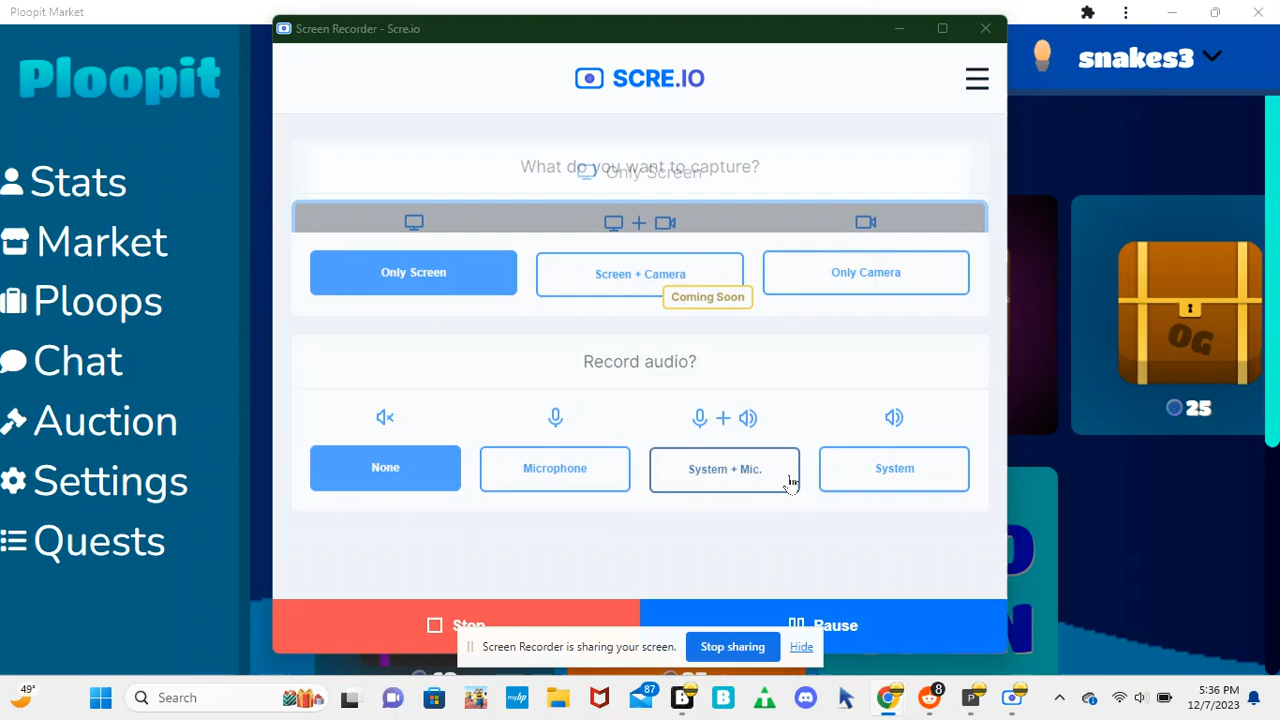 Ploopit Market
Screen Recorder - Scre.io
Ploopit
SCRE.IO
snakes3
What do you want to capture?
Only Screen
Stats
Market
Ploops
Chat
Auction
Settings
Quests
Only Screen
Screen + Camera
Only Camera
Coming Soon
Record audio?
None
Microphone
System + Mic.
System
OG
25
Stop
Pause
Screen Recorder is sharing your screen.
Stop sharing
Hide
49°
Search
myhp
87
8
5:36 PM
12/7/2023